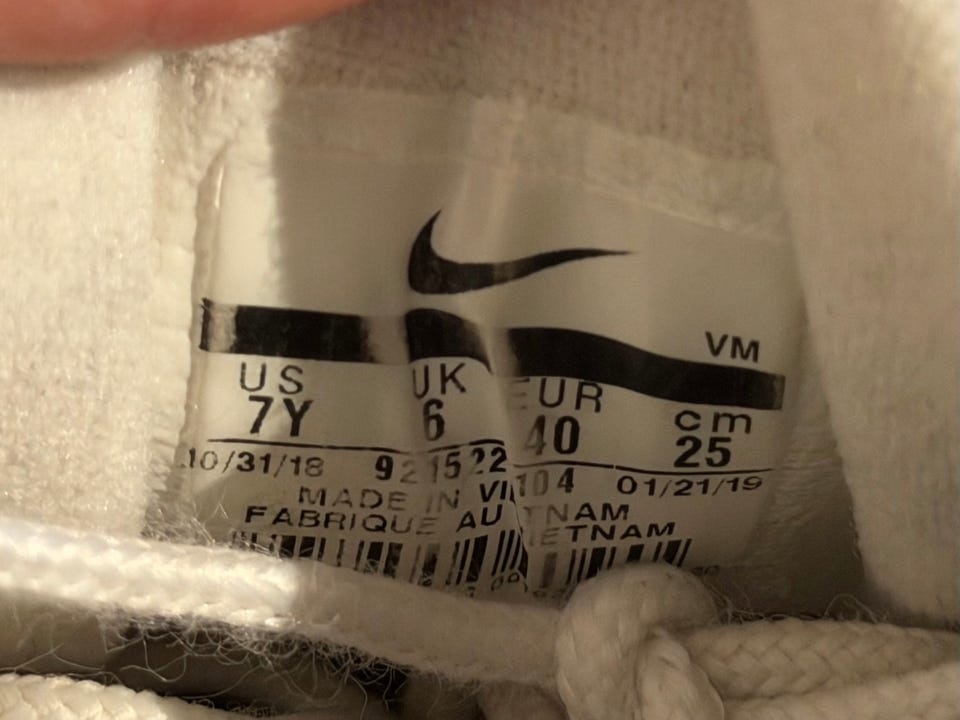 VM
US UK EUR cm
7Y 6 40 25
10/31/18 921522 104 01/21/19
MADE IN VIETNAM
FABRIQUE AU VIETNAM